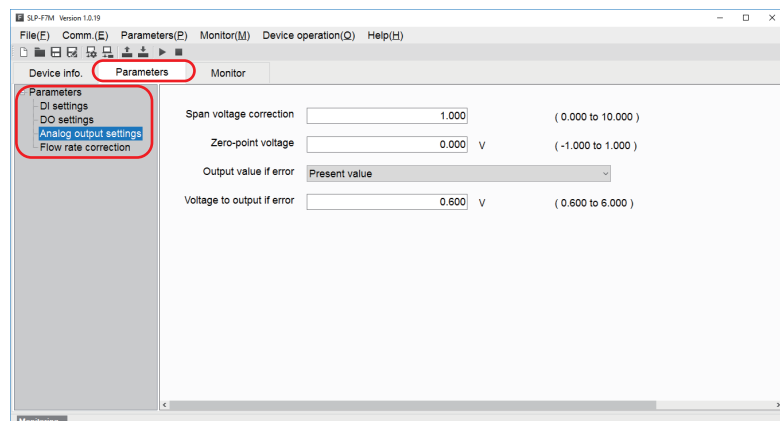 SLP-F7M Version 1.0.19
File(F) Comm.(E) Parameters(P) Monitor(M) Device operation(O) Help(H)
Device info. Parameters Monitor
Parameters
DI settings
DO settings
Analog output settings
Flow rate correction
Span voltage correction 1.000 ( 0.000 to 10.000 )
Zero-point voltage 0.000 V ( -1.000 to 1.000 )
Output value if error Present value
Voltage to output if error 0.600 V ( 0.600 to 6.000 )